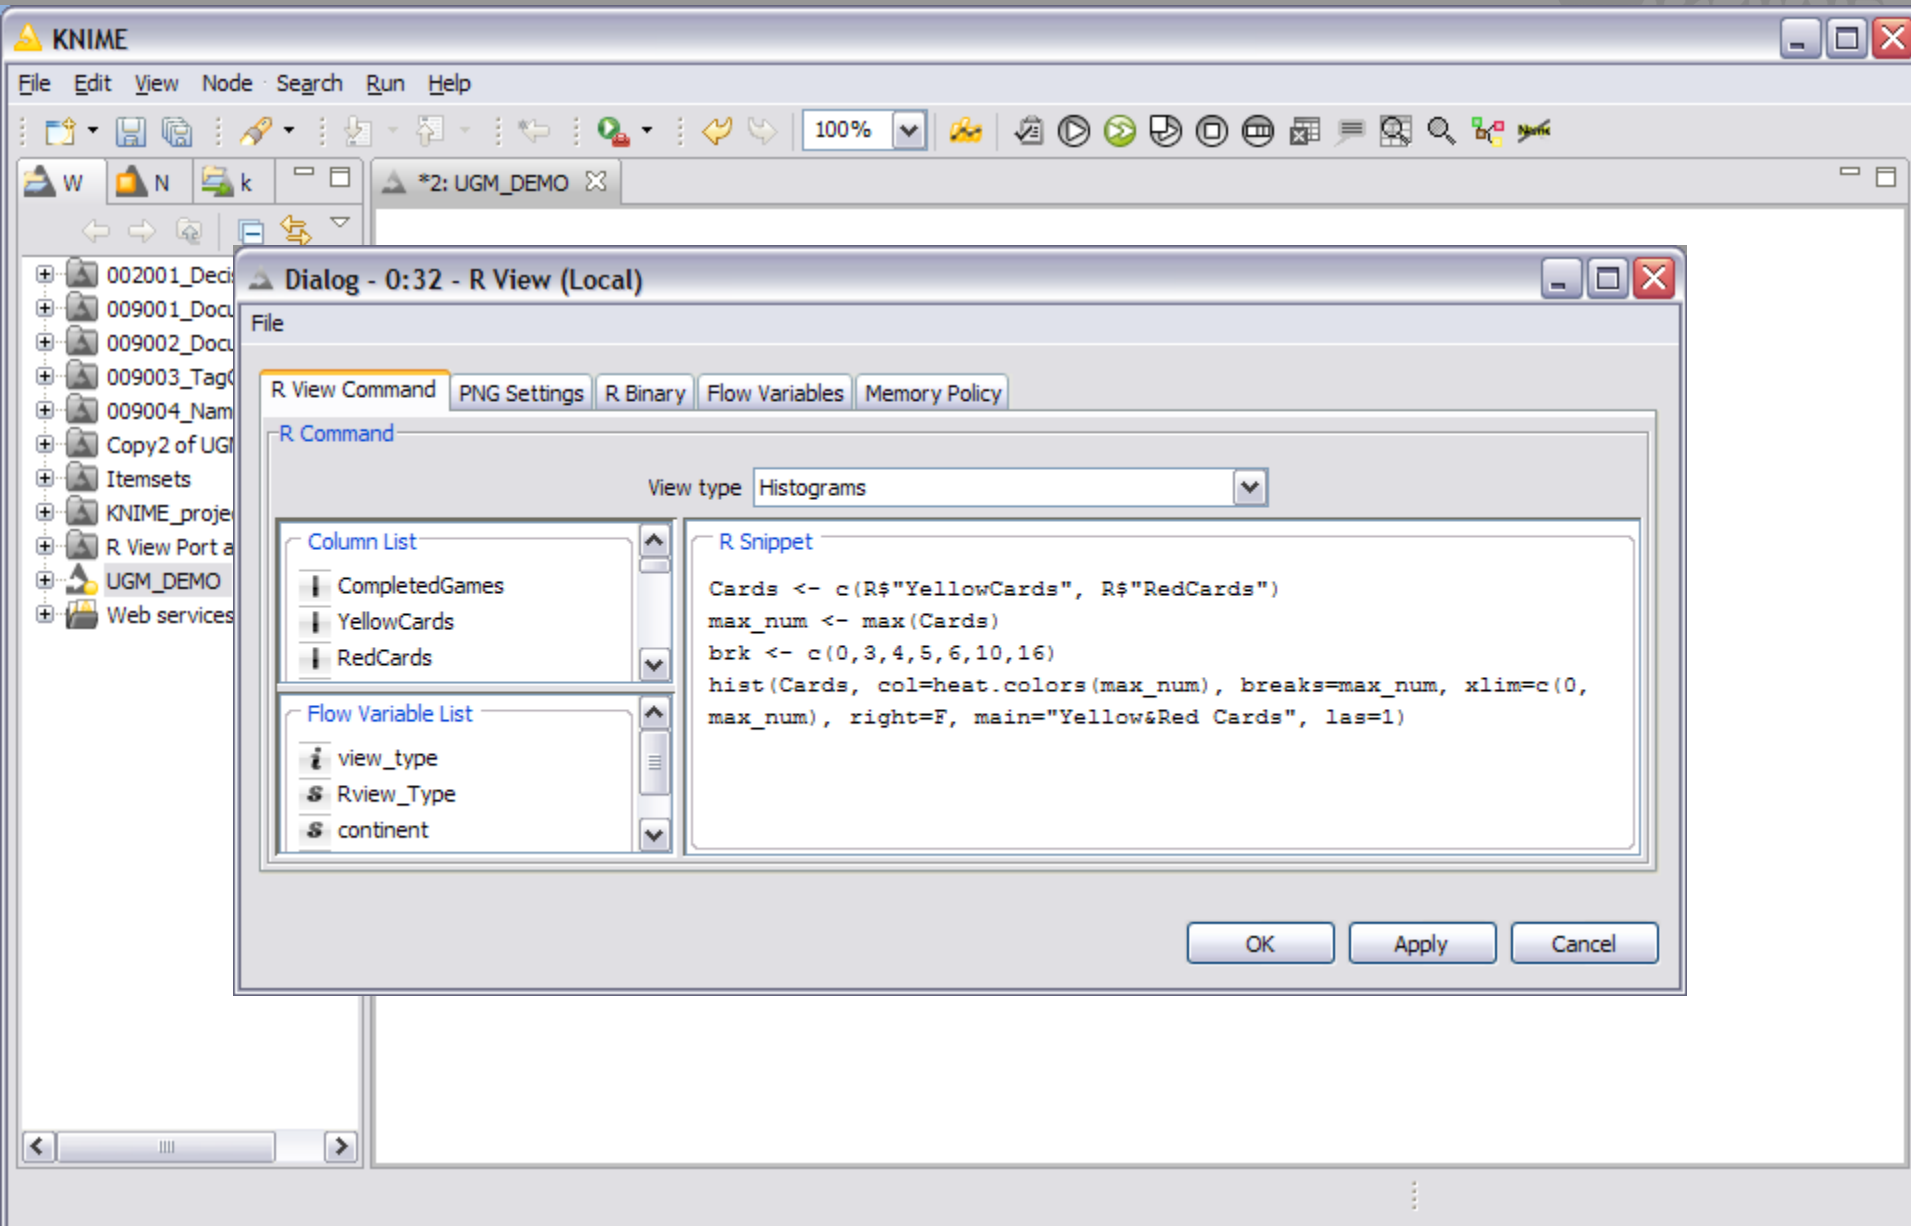 KNIME
File Edit View Node Search Run Help
100%
W N k
*2: UGM_DEMO
002001_Decis
009001_Docu
009002_Docu
009003_Tag
009004_Nam
Copy2 of UGM
Itemsets
KNIME_projec
R View Port a
UGM_DEMO
Web services
Dialog - 0:32 - R View (Local)
File
R View Command PNG Settings R Binary Flow Variables Memory Policy
R Command
View type Histograms
Column List
CompletedGames
YellowCards
RedCards
Flow Variable List
view_type
Rview_Type
continent
R Snippet
Cards <- c(R$"YellowCards", R$"RedCards")
max_num <- max(Cards)
brk <- c(0,3,4,5,6,10,16)
hist(Cards, col=heat.colors(max_num), breaks=max_num, xlim=c(0,
max_num), right=F, main="Yellow&Red Cards", las=1)
OK Apply Cancel